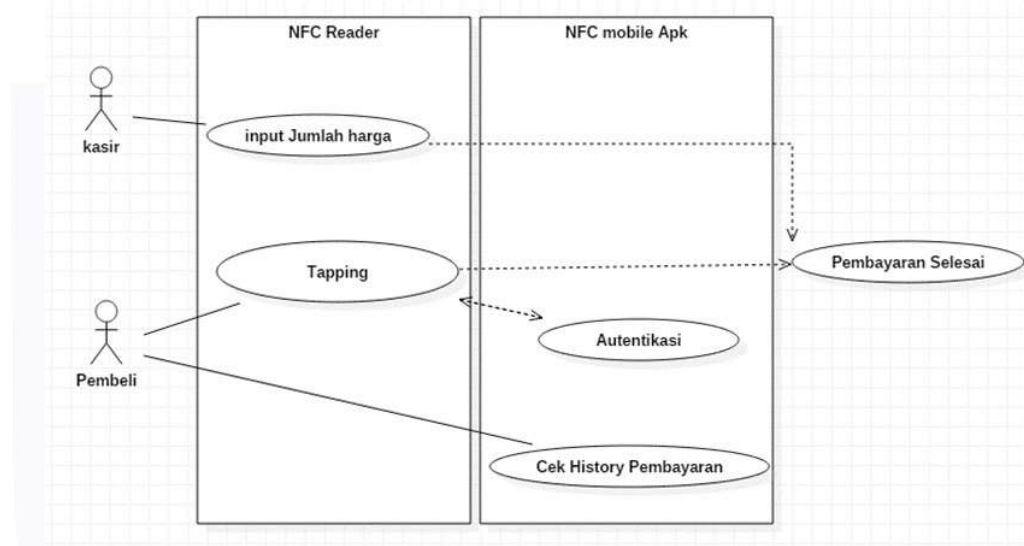 NFC Reader
NFC mobile Apk
kasir
input Jumlah harga
Tapping
Pembayaran Selesai
Pembeli
Autentikasi
Cek History Pembayaran